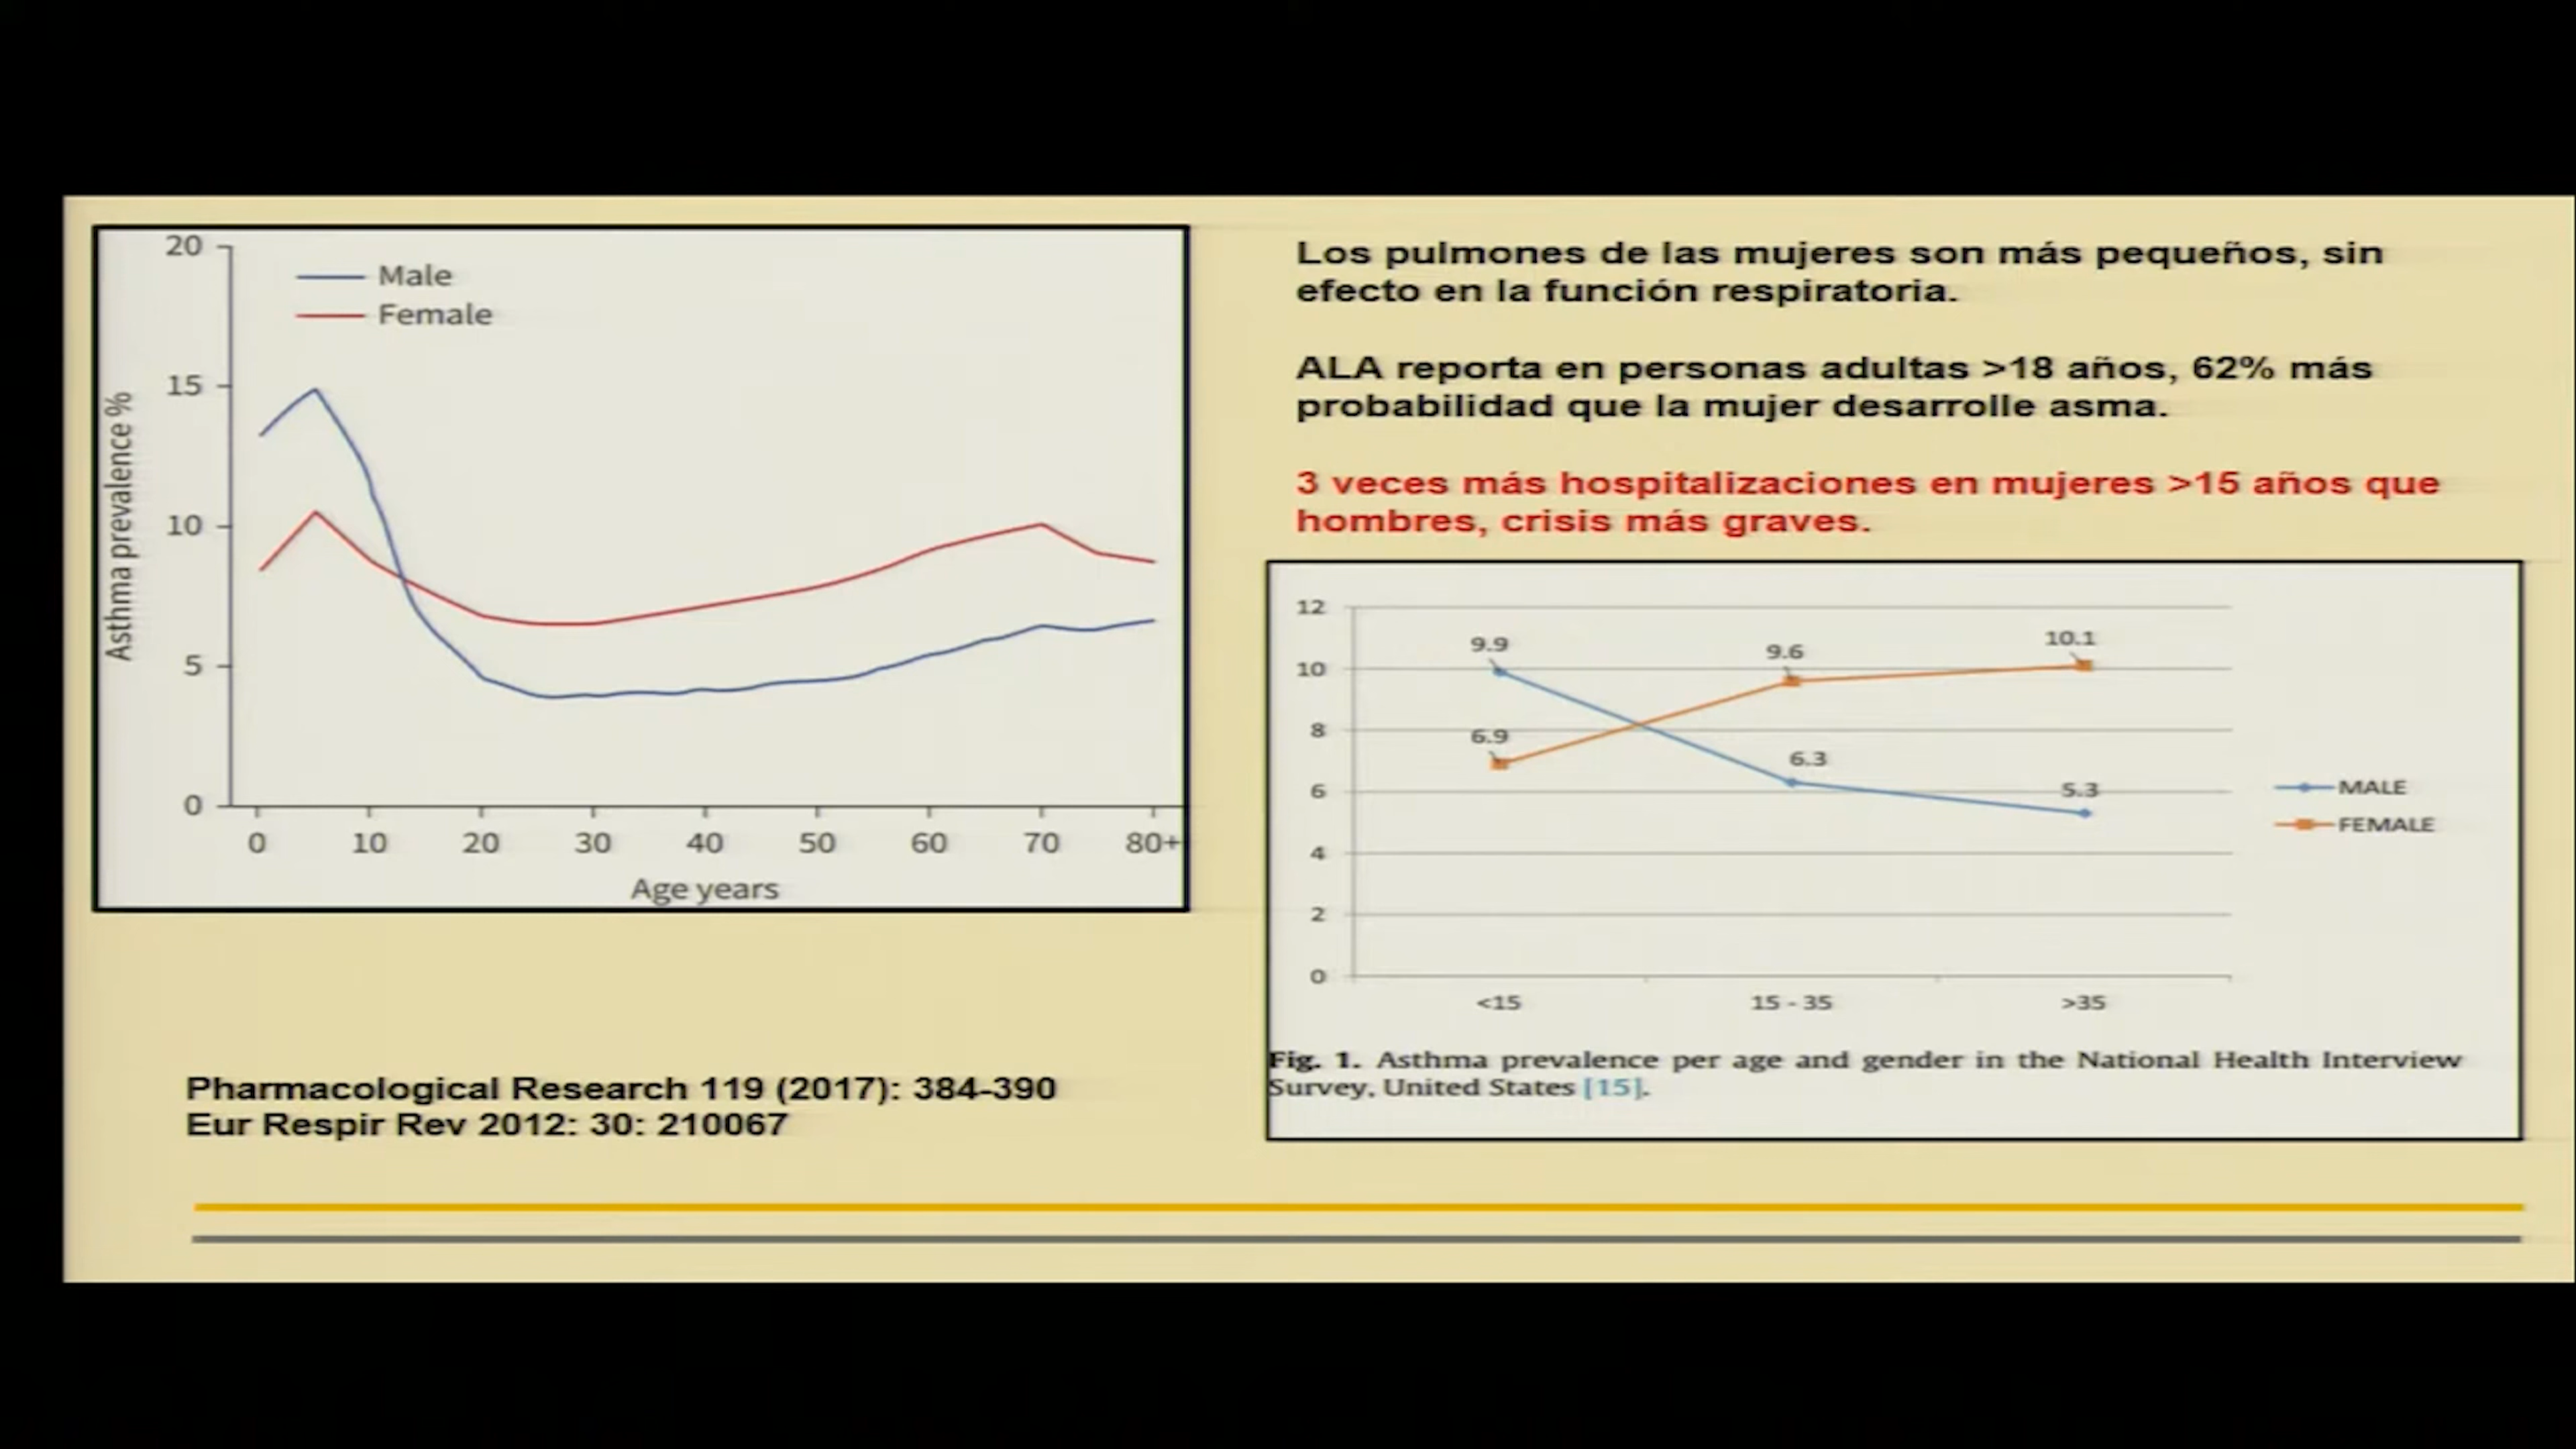 20
15
10
5
0
Male
Female
Asthma prevalence %
0 10 20 30 40 50 60 70 80+
Age years
Los pulmones de las mujeres son más pequeños, sin
efecto en la función respiratoria.
ALA reporta en personas adultas >18 años, 62% más
probabilidad que la mujer desarrolle asma.
3 veces más hospitalizaciones en mujeres >15 años que
hombres, crisis más graves.
12
10
8
6
4
2
0
9.9
9.6
10.1
6.9
6.3
5.3
MALE
FEMALE
<15 15 - 35 >35
Fig. 1. Asthma prevalence per age and gender in the National Health Interview
Survey, United States [15].
Pharmacological Research 119 (2017): 384-390
Eur Respir Rev 2012: 30: 210067